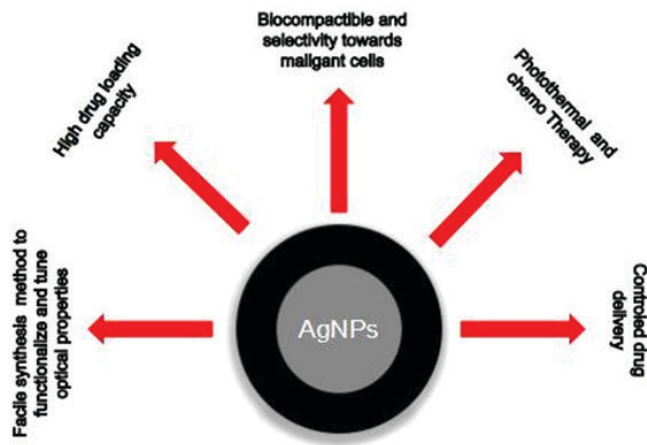 Biocompactible and
selectivity towards
maligant cells
High drug loading
capacity
Photothermal and
chemo Therapy
Facile synthesis method to
functionalize and tune
optical properties
AgNPs
Controled drug
delivery